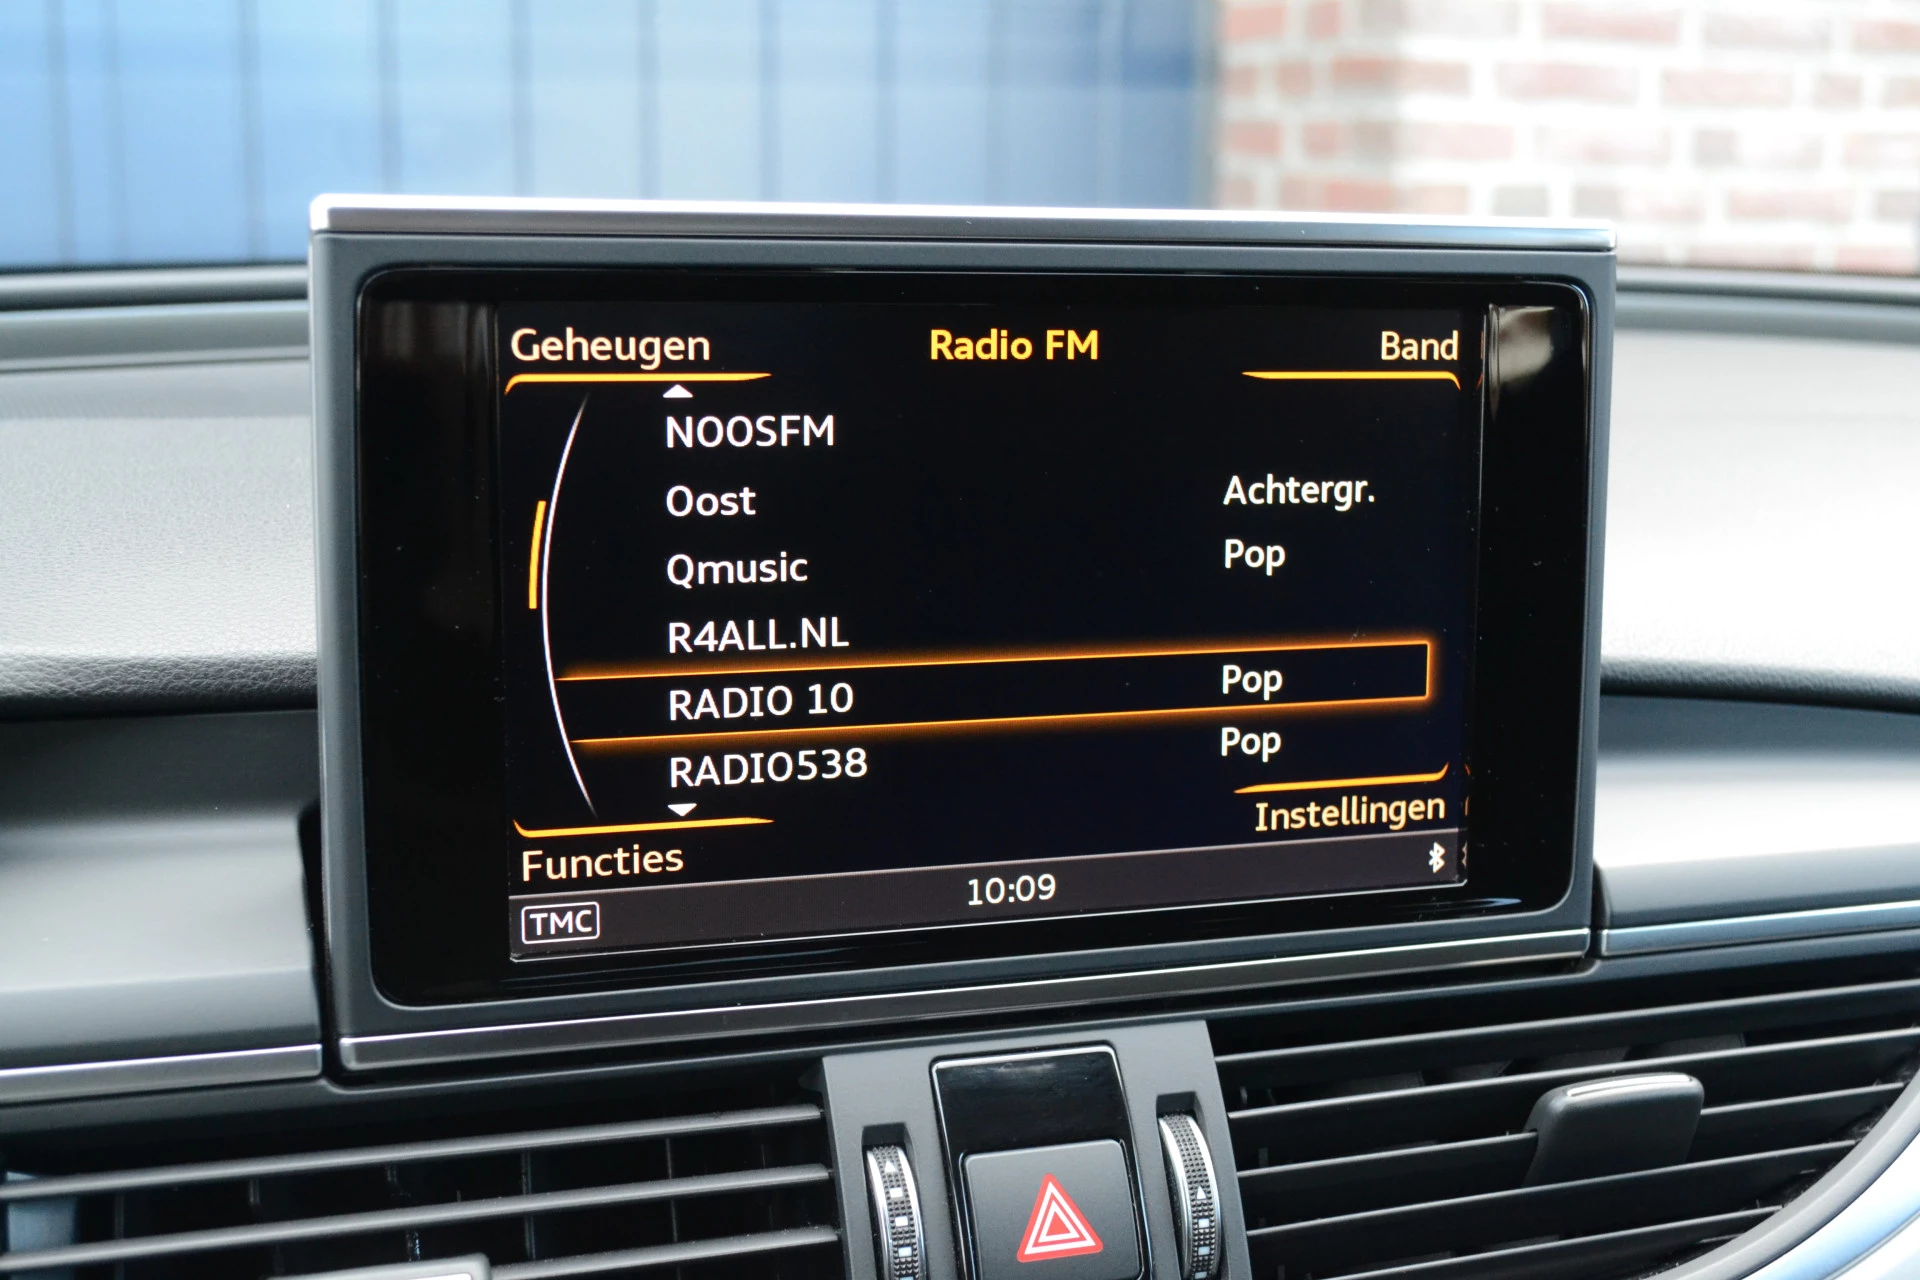 Geheugen Radio FM Band
NOOSFM
Oost Achtergr.
Qmusic Pop
R4ALL.NL
RADIO 10 Pop
RADIO538 Pop
Instellingen
Functies
TMC 10:09